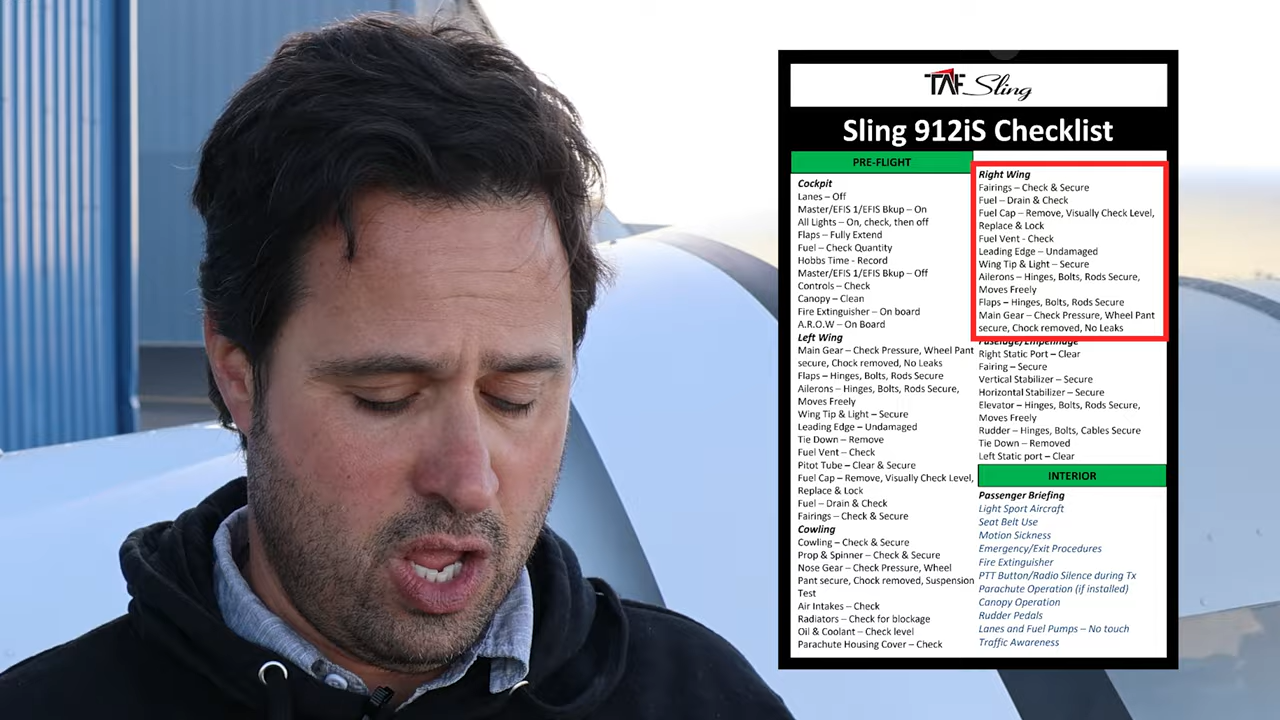 TAF Sling
Sling 912iS Checklist
PRE-FLIGHT
Cockpit
Lanes – Off
Master/EFIS 1/EFIS Bkup – On
All Lights – On, check, then off
Flaps – Fully Extend
Fuel – Check Quantity
Hobbs Time - Record
Master/EFIS 1/EFIS Bkup – Off
Controls – Check
Canopy – Clean
Fire Extinguisher – On board
A.R.O.W – On Board
Left Wing
Main Gear – Check Pressure, Wheel Pant
secure, Chock removed, No Leaks
Flaps – Hinges, Bolts, Rods Secure
Ailerons – Hinges, Bolts, Rods Secure,
Moves Freely
Wing Tip & Light – Secure
Leading Edge – Undamaged
Tie Down – Remove
Fuel Vent – Check
Pitot Tube – Clear & Secure
Fuel Cap – Remove, Visually Check Level,
Replace & Lock
Fuel – Drain & Check
Fairings – Check & Secure
Cowling
Cowling – Check & Secure
Prop & Spinner – Check & Secure
Nose Gear – Check Pressure, Wheel
Pant secure, Chock removed, Suspension
Test
Air Intakes – Check
Radiators – Check for blockage
Oil & Coolant – Check level
Parachute Housing Cover – Check
Right Wing
Fairings – Check & Secure
Fuel – Drain & Check
Fuel Cap – Remove, Visually Check Level,
Replace & Lock
Fuel Vent - Check
Leading Edge – Undamaged
Wing Tip & Light – Secure
Ailerons – Hinges, Bolts, Rods Secure,
Moves Freely
Flaps – Hinges, Bolts, Rods Secure
Main Gear – Check Pressure, Wheel Pant
secure, Chock removed, No Leaks
Fuselage/Empennage
Right Static Port – Clear
Fairing – Secure
Vertical Stabilizer – Secure
Horizontal Stabilizer – Secure
Elevator – Hinges, Bolts, Rods Secure,
Moves Freely
Rudder – Hinges, Bolts, Cables Secure
Tie Down – Removed
Left Static port – Clear
INTERIOR
Passenger Briefing
Light Sport Aircraft
Seat Belt Use
Motion Sickness
Emergency/Exit Procedures
Fire Extinguisher
PTT Button/Radio Silence during Tx
Parachute Operation (if installed)
Canopy Operation
Rudder Pedals
Lanes and Fuel Pumps – No touch
Traffic Awareness